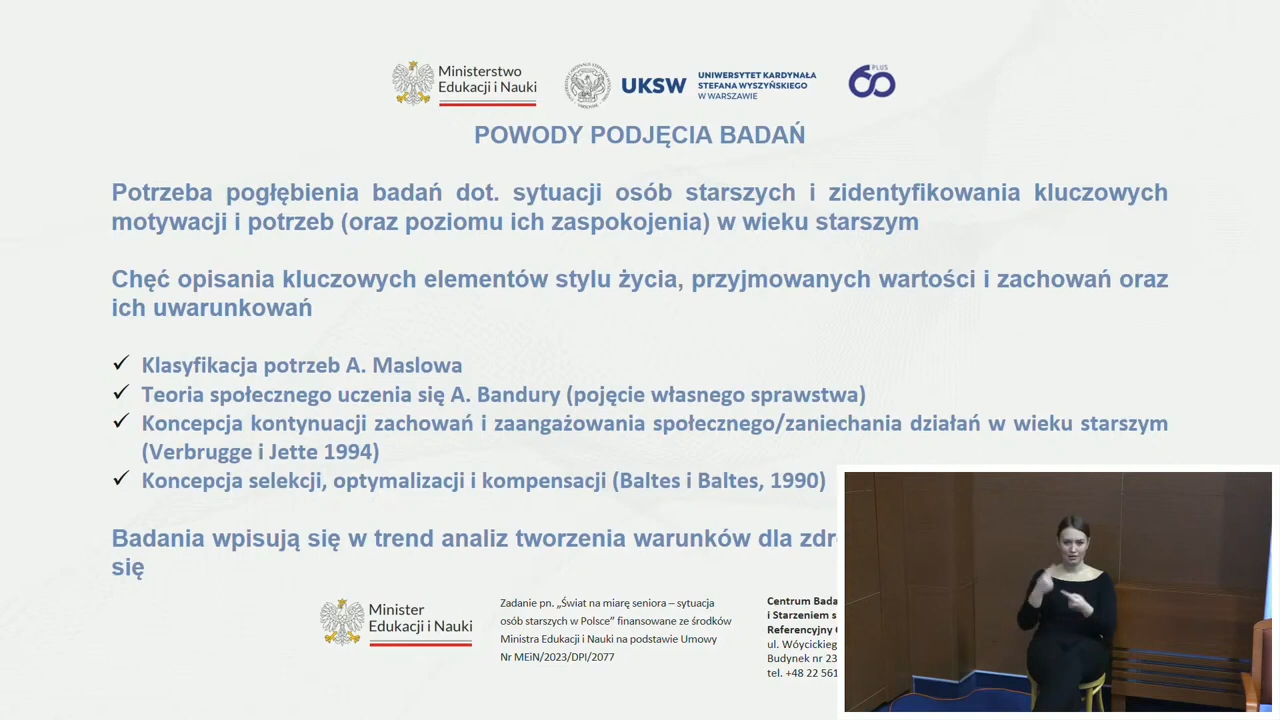 Ministerstwo
Edukacji i Nauki
UKSW
UNIWERSYTET KARDYNAŁA
STEFANA WYSZYŃSKIEGO
W WARSZAWIE
60 PLUS
POWODY PODJĘCIA BADAŃ
Potrzeba pogłębienia badań dot. sytuacji osób starszych i zidentyfikowania kluczowych
motywacji i potrzeb (oraz poziomu ich zaspokojenia) w wieku starszym
Chęć opisania kluczowych elementów stylu życia, przyjmowanych wartości i zachowań oraz
ich uwarunkowań
✓ Klasyfikacja potrzeb A. Maslowa
✓ Teoria społecznego uczenia się A. Bandury (pojęcie własnego sprawstwa)
✓ Koncepcja kontynuacji zachowań i zaangażowania społecznego/zaniechania działań w wieku starszym
(Verbrugge i Jette 1994)
✓ Koncepcja selekcji, optymalizacji i kompensacji (Baltes i Baltes, 1990)
Badania wpisują się w trend analiz tworzenia warunków dla
się
Minister
Edukacji i Nauki
Zadanie pn. „Świat na miarę seniora – sytuacja
osób starszych w Polsce” finansowane ze środków
Ministra Edukacji i Nauki na podstawie Umowy
Nr MEiN/2023/DPI/2077
Centrum
i Starzeniem
Referencyjny
ul.
Budynek nr 23
tel. +48 22 561